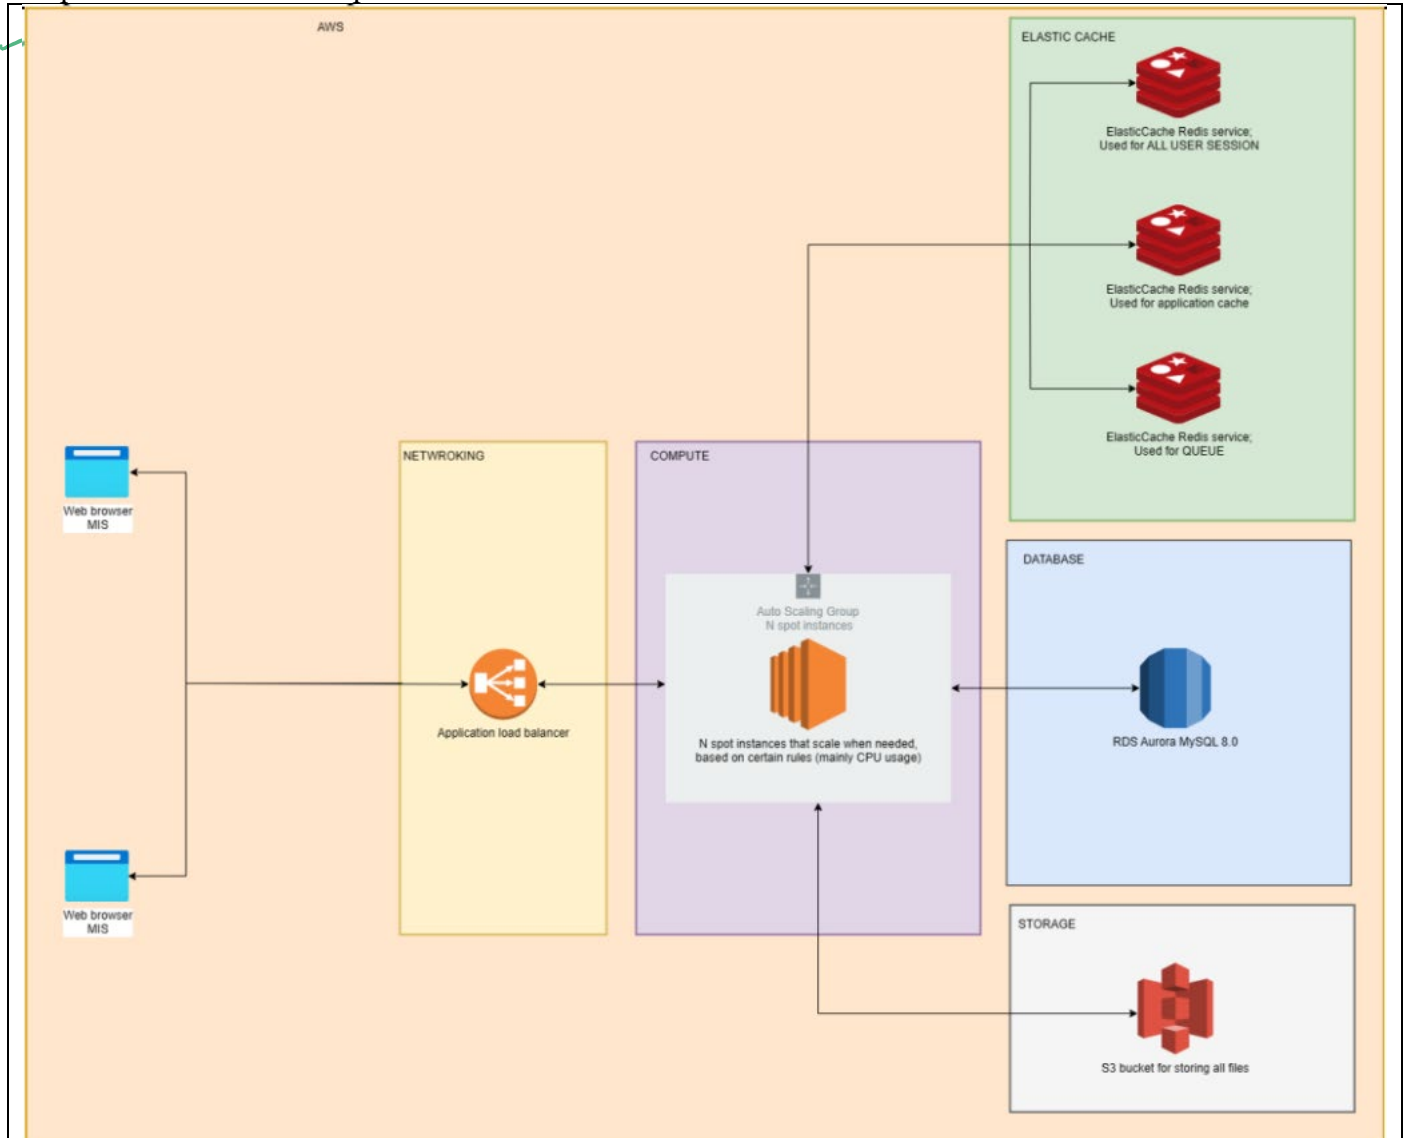 AWS
ELASTIC CACHE
ElasticCache Redis service;
Used for ALL USER SESSION
ElasticCache Redis service;
Used for application cache
ElasticCache Redis service;
Used for QUEUE
Web browser
MIS
NETWROKING
Application load balancer
COMPUTE
Auto Scaling Group
N spot instances
N spot instances that scale when needed,
based on certain rules (mainly CPU usage)
DATABASE
RDS Aurora MySQL 8.0
Web browser
MIS
STORAGE
S3 bucket for storing all files